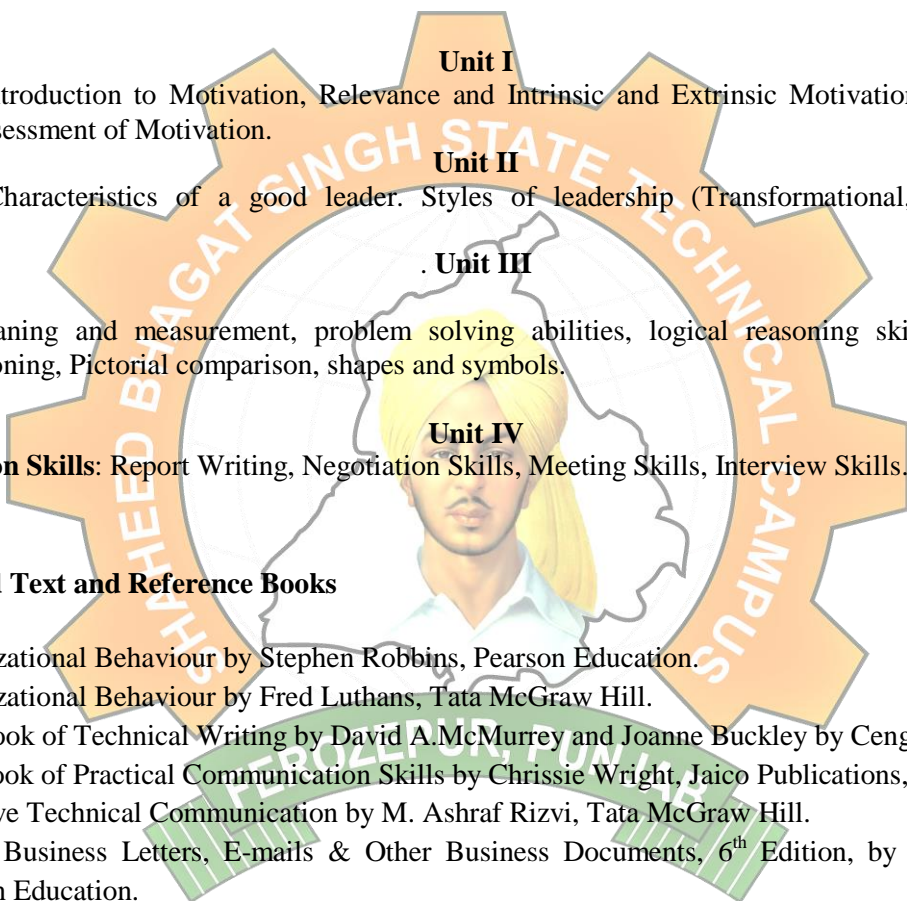 Unit I
troduction to Motivation, Relevance and Intrinsic and Extrinsic Motivation
sessment of Motivation.
Unit II
Characteristics of a good leader. Styles of leadership (Transformational,
. Unit III
aning and measurement, problem solving abilities, logical reasoning ski
oning, Pictorial comparison, shapes and symbols.
Unit IV
on Skills: Report Writing, Negotiation Skills, Meeting Skills, Interview Skills.
l Text and Reference Books
zational Behaviour by Stephen Robbins, Pearson Education.
zational Behaviour by Fred Luthans, Tata McGraw Hill.
ook of Technical Writing by David A.McMurrey and Joanne Buckley by Ceng
ook of Practical Communication Skills by Chrissie Wright, Jaico Publications,
ve Technical Communication by M. Ashraf Rizvi, Tata McGraw Hill.
Business Letters, E-mails & Other Business Documents, 6th Edition, by
n Education.
SHAHEED BHAGAT SINGH STATE TECHNICAL CAMPUS
FEROZEPUR, PUNJAB